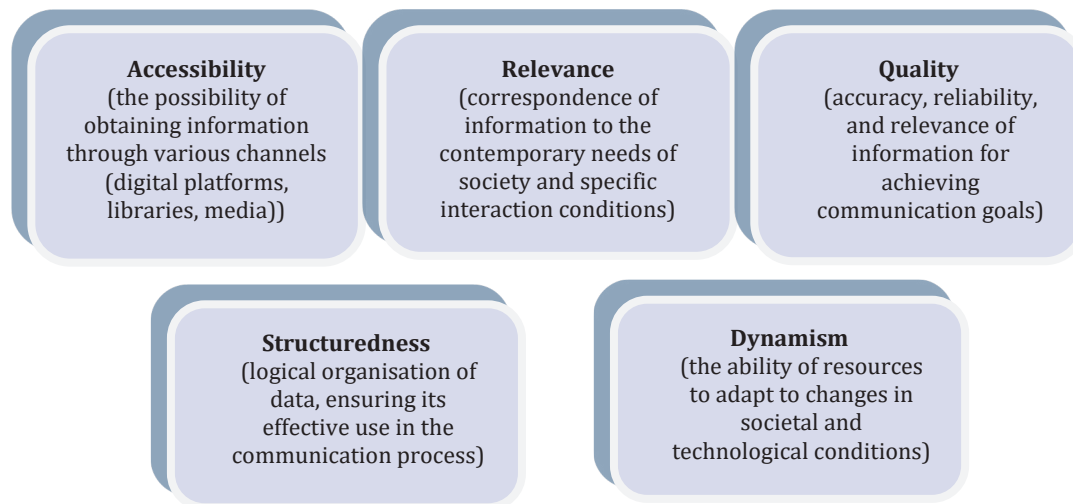 Accessibility
(the possibility of
obtaining information
through various channels
(digital platforms,
libraries, media))
Relevance
(correspondence of
information to the
contemporary needs of
society and specific
interaction conditions)
Quality
(accuracy, reliability,
and relevance of
information for
achieving
communication goals)
Structuredness
(logical organisation of
data, ensuring its
effective use in the
communication process)
Dynamism
(the ability of resources
to adapt to changes in
societal and
technological conditions)